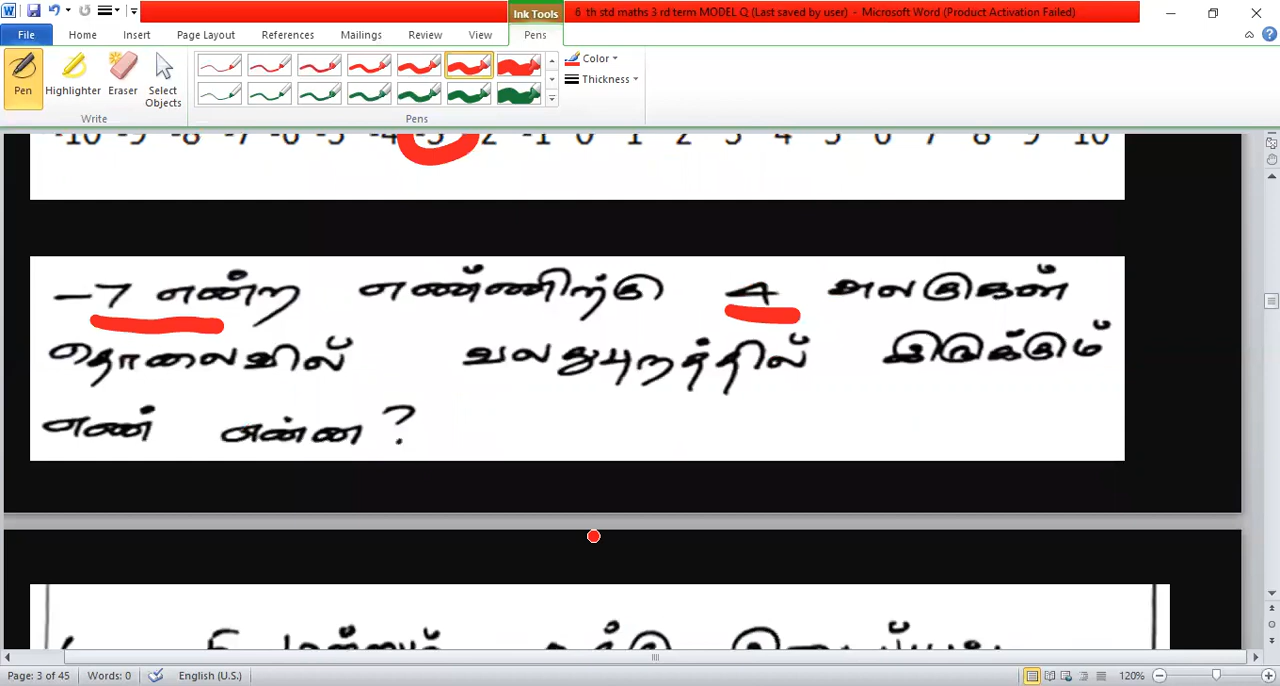 6 th std maths 3 rd term MODEL Q (Last saved by user) - Microsoft Word (Product Activation Failed)
Ink Tools
File Home Insert Page Layout References Mailings Review View Pens
Pen Highlighter Eraser Select Objects
Color
Thickness
Write Pens
-10 -9 -8 -7 -6 -5 -4 -3 -2 -1 0 1 2 3 4 5 6 7 8 9 10
-7 என்ற எண்ணிற்கு 4 அலகுகள்
தொலைவில் வலதுபுறத்தில் இருக்கும்
எண் என்ன?
Page: 3 of 45 Words: 0 English (U.S.) 120%